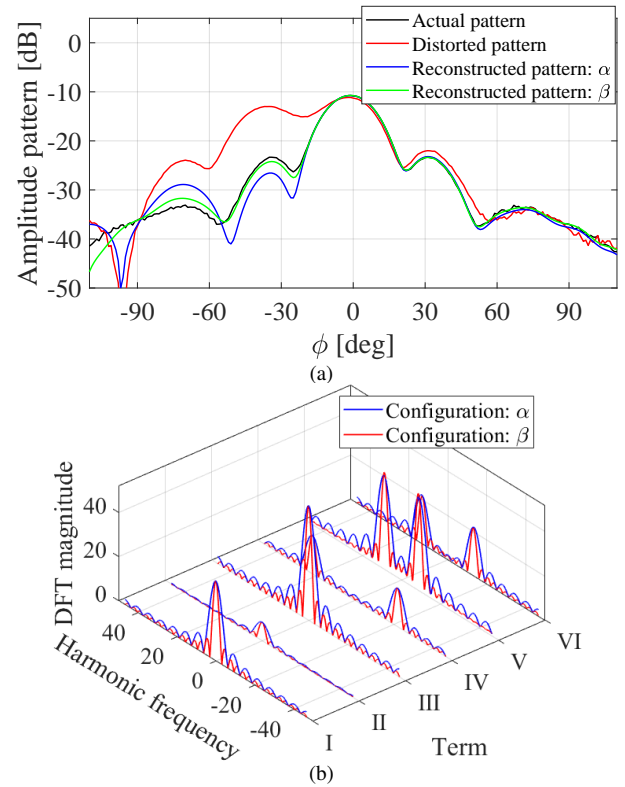 Actual pattern
Distorted pattern
Reconstructed pattern: α
Reconstructed pattern: β
Amplitude pattern [dB]
0
-10
-20
-30
-40
-50
-90
-60
-30
0
30
60
90
ϕ [deg]
(a)
Configuration: α
Configuration: β
DFT magnitude
40
20
0
40
20
0
-20
-40
Harmonic frequency
I
II
III
IV
V
VI
Term
(b)